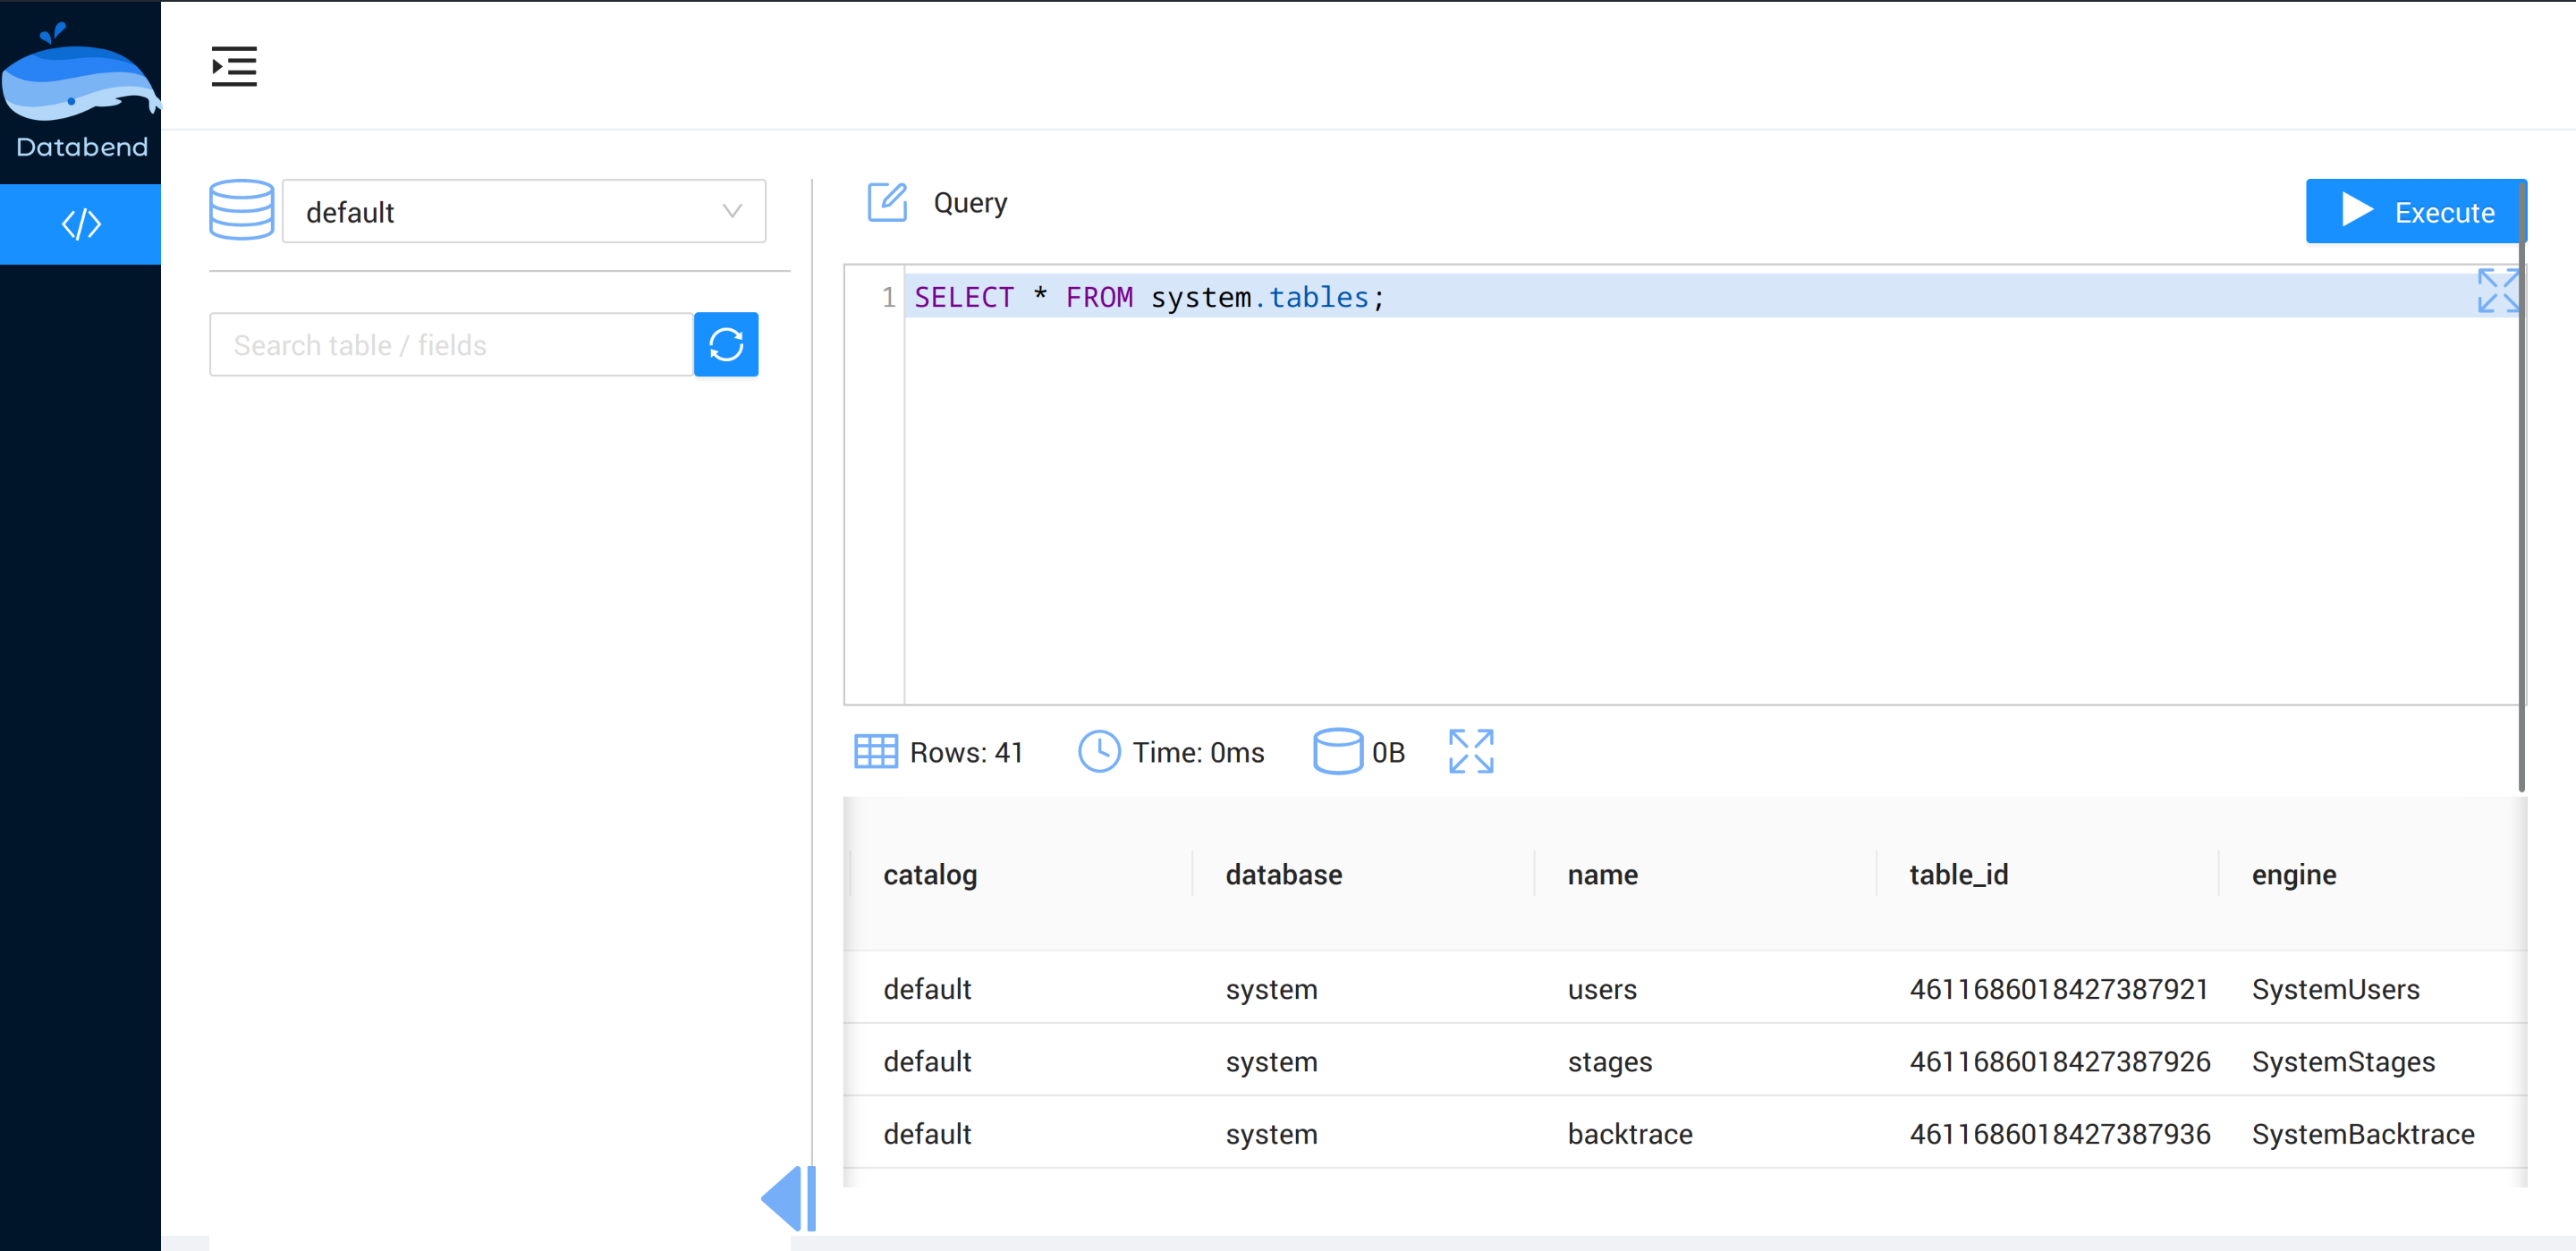 Databend
default
Search table / fields
Query
Execute
1 SELECT * FROM system.tables;
Rows: 41 Time: 0ms 0B
catalog database name table_id engine
default system users 4611686018427387921 SystemUsers
default system stages 4611686018427387926 SystemStages
default system backtrace 4611686018427387936 SystemBacktrace